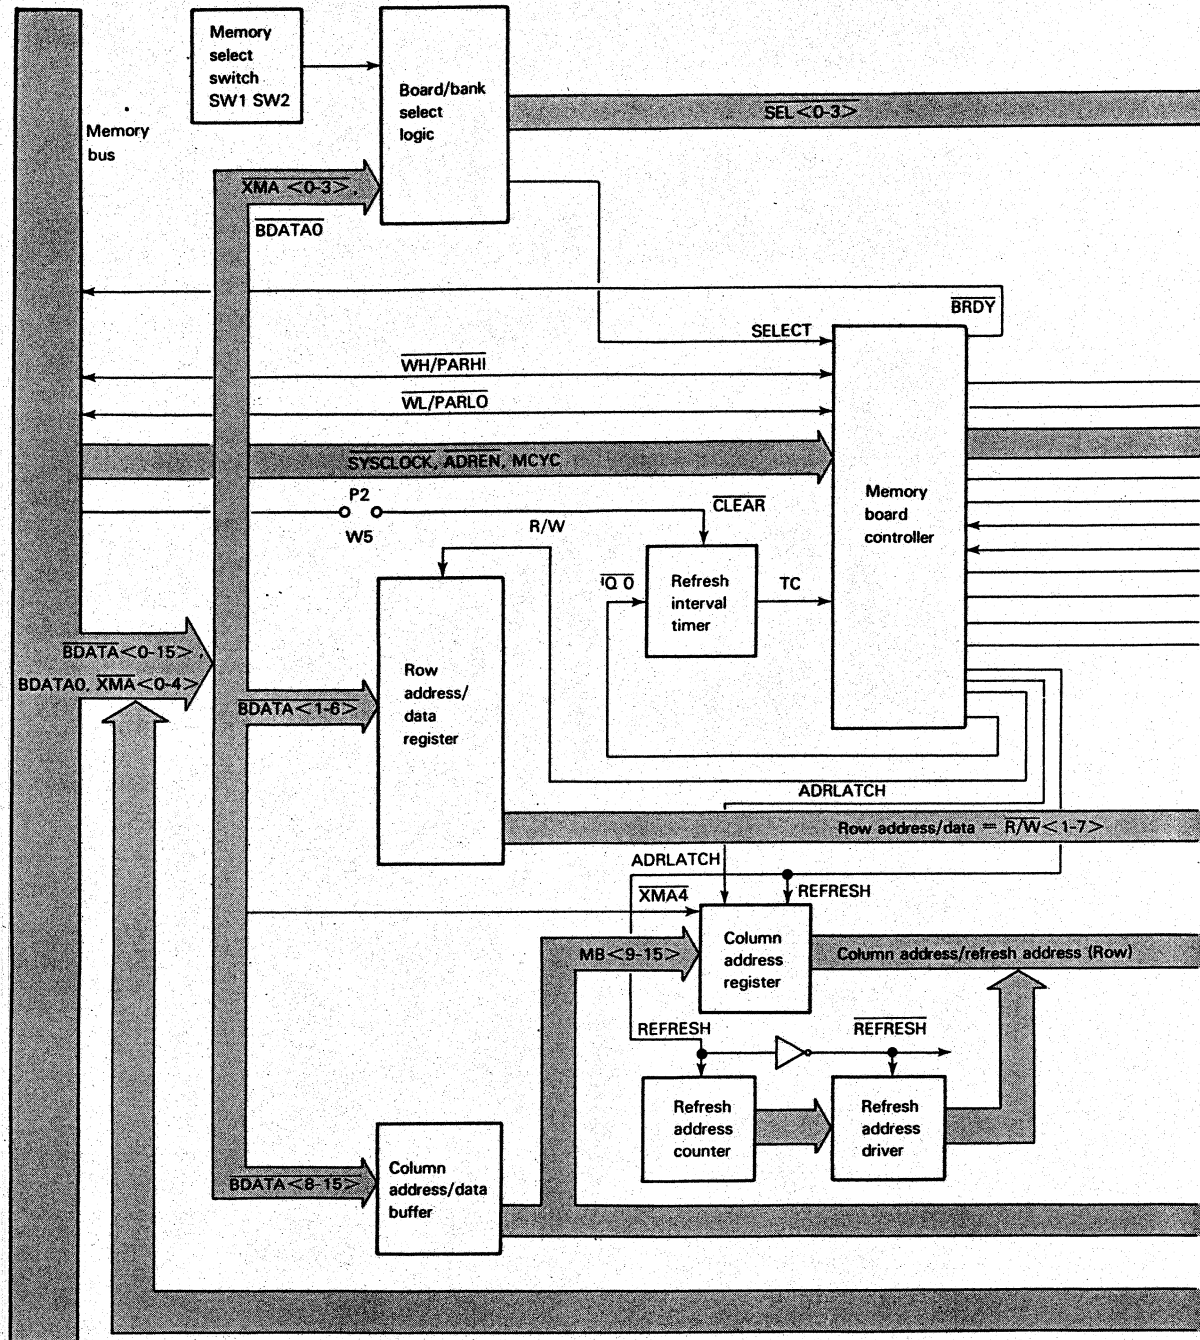 Memory
select
switch
SW1 SW2
Board/bank
select
logic
SEL<0-3>
Memory
bus
XMA <0-3>,
BDATA0
BRDY
SELECT
WH/PARHI
WL/PARLO
SYSCLOCK, ADREN, MCYC
Memory
board
controller
P2
W5
R/W
CLEAR
Q 0
Refresh
interval
timer
TC
BDATA<0-15>,
BDATA0, XMA<0-4>
Row
address/
data
register
BDATA<1-6>
ADRLATCH
Row address/data = R/W<1-7>
ADRLATCH
REFRESH
XMA4
Column
address
register
MB<9-15>
Column address/refresh address (Row)
REFRESH
REFRESH
Refresh
address
counter
Refresh
address
driver
BDATA<8-15>
Column
address/data
buffer